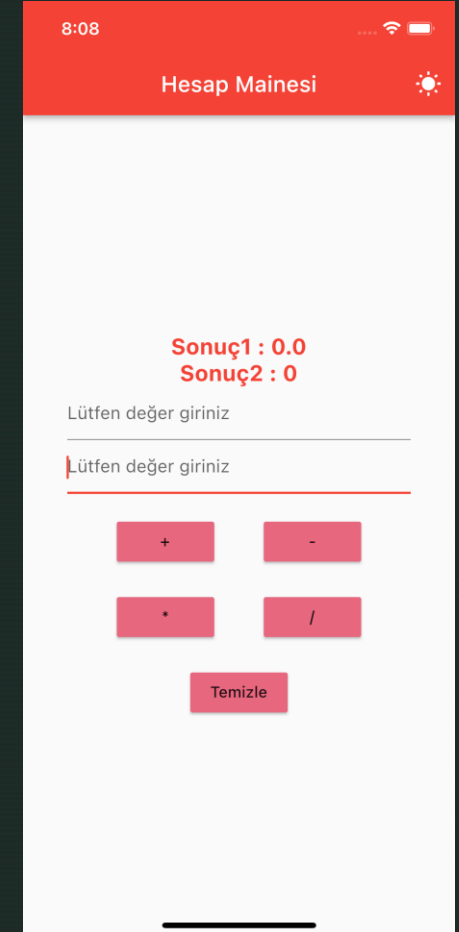 8:08
Hesap Mainesi
Sonuç1 : 0.0
Sonuç2 : 0
Lütfen değer giriniz
Lütfen değer giriniz
+ -
* /
Temizle